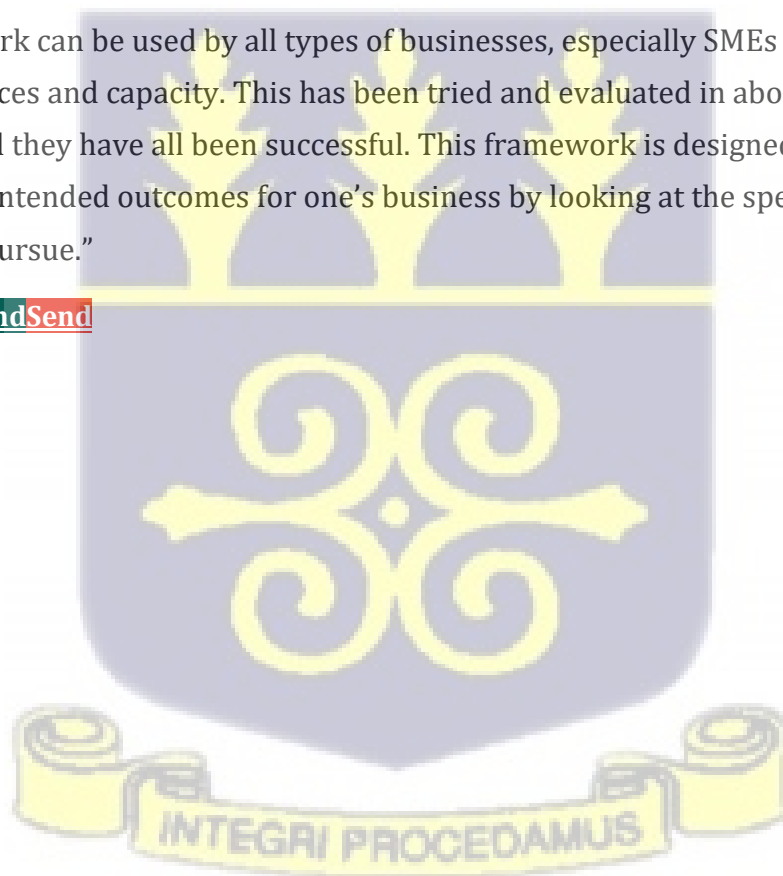 rk can be used by all types of businesses, especially SMEs
ces and capacity. This has been tried and evaluated in abo
l they have all been successful. This framework is designed
ntended outcomes for one’s business by looking at the spe
ursue.”
ndSend
INTEGRI PROCEDAMUS